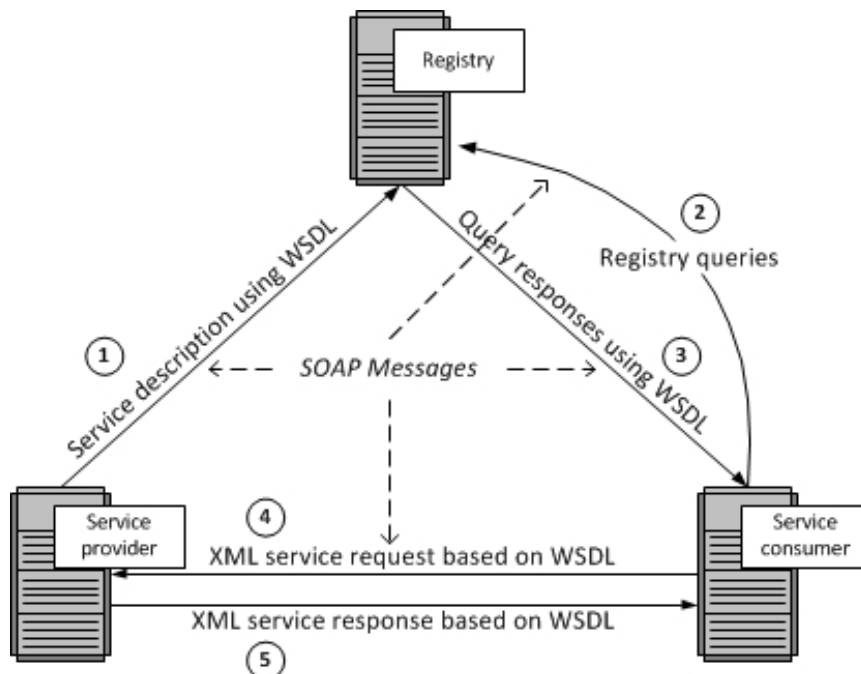 Registry
2
Registry queries
1
Service description using WSDL
SOAP Messages
Query responses using WSDL
3
Service
provider
Service
consumer
4
XML service request based on WSDL
XML service response based on WSDL
5